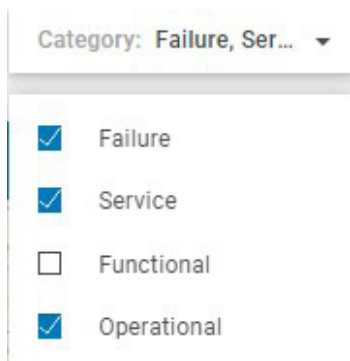 Category: Failure, Ser...
Failure
Service
Functional
Operational